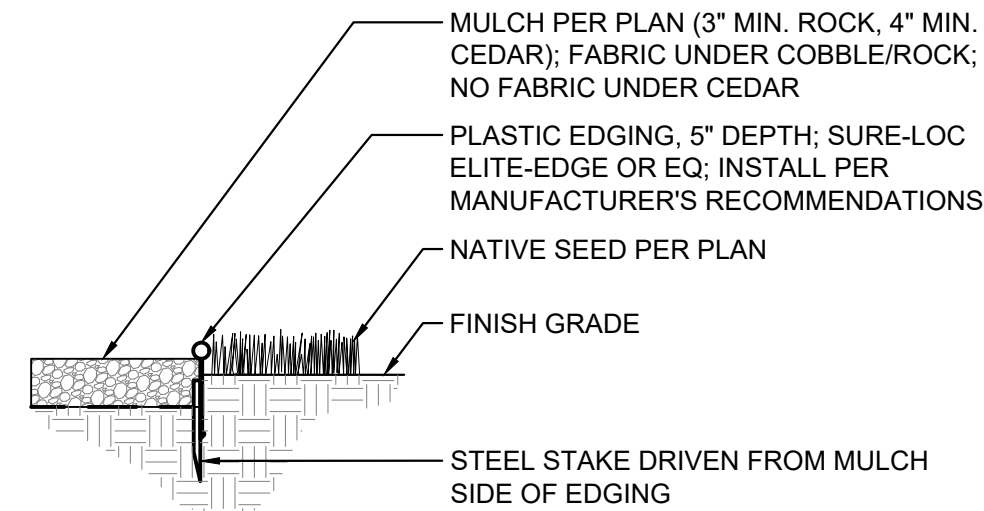 MULCH PER PLAN (3" MIN. ROCK, 4" MIN.
CEDAR); FABRIC UNDER COBBLE/ROCK;
NO FABRIC UNDER CEDAR
PLASTIC EDGING, 5" DEPTH; SURE-LOC
ELITE-EDGE OR EQ; INSTALL PER
MANUFACTURER'S RECOMMENDATIONS
NATIVE SEED PER PLAN
FINISH GRADE
STEEL STAKE DRIVEN FROM MULCH
SIDE OF EDGING